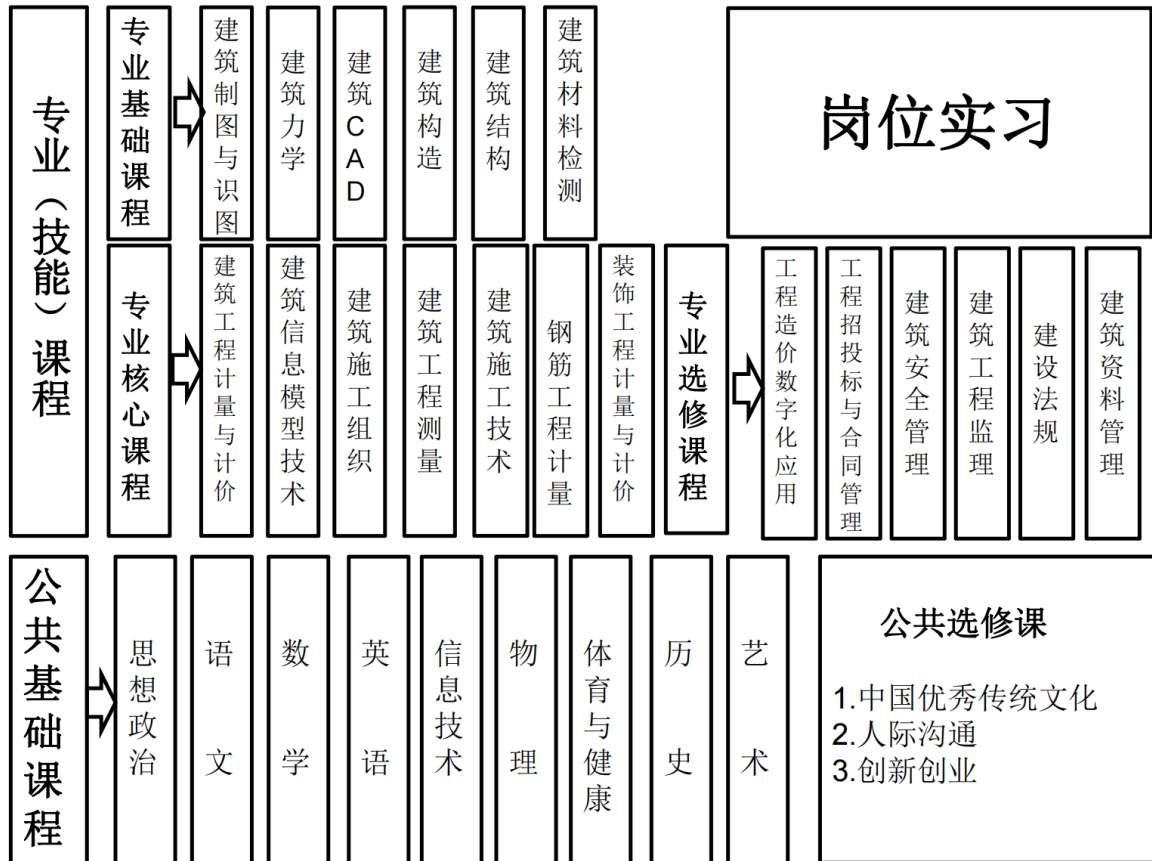 专业（技能）课程
专业基础课程
建筑制图与识图
建筑力学
建筑CAD
建筑构造
建筑结构
建筑材料检测
岗位实习
专业核心课程
建筑工程计量与计价
建筑信息模型技术
建筑施工组织
建筑工程测量
建筑施工技术
钢筋工程计量
装饰工程计量与计价
专业选修课程
工程造价数字化应用
工程招投标与合同管理
建筑安全管理
建筑工程监理
建设法规
建筑资料管理
公共基础课程
思想政治
语文
数学
英语
信息技术
物理
体育与健康
历史
艺术
公共选修课
1.中国优秀传统文化
2.人际沟通
3.创新创业